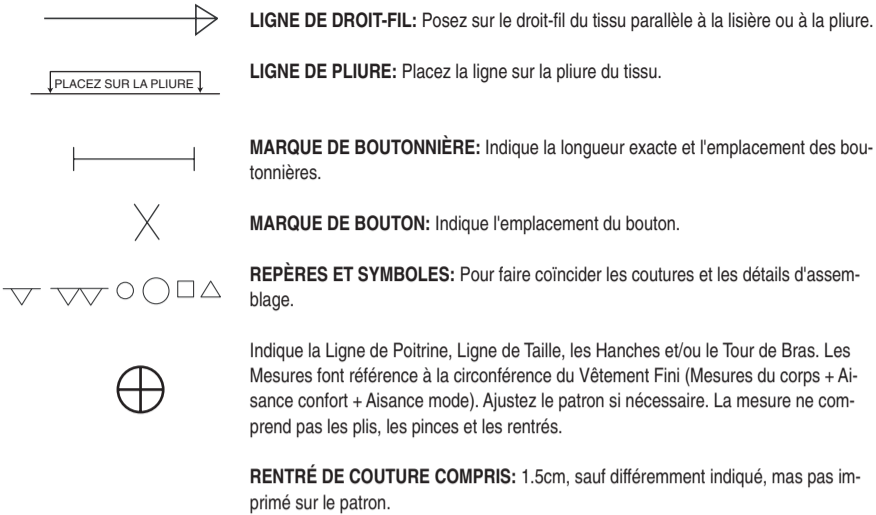 LIGNE DE DROIT-FIL: Posez sur le droit-fil du tissu parallèle à la lisière ou à la pliure.
PLACEZ SUR LA PLIURE
LIGNE DE PLIURE: Placez la ligne sur la pliure du tissu.
MARQUE DE BOUTONNIÈRE: Indique la longueur exacte et l'emplacement des bou-
tonnières.
MARQUE DE BOUTON: Indique l'emplacement du bouton.
REPÈRES ET SYMBOLES: Pour faire coïncider les coutures et les détails d'assem-
blage.
Indique la Ligne de Poitrine, Ligne de Taille, les Hanches et/ou le Tour de Bras. Les
Mesures font référence à la circonférence du Vêtement Fini (Mesures du corps + Ai-
sance confort + Aisance mode). Ajustez le patron si nécessaire. La mesure ne com-
prend pas les plis, les pinces et les rentrés.
RENTRÉ DE COUTURE COMPRIS: 1.5cm, sauf différemment indiqué, mas pas im-
primé sur le patron.